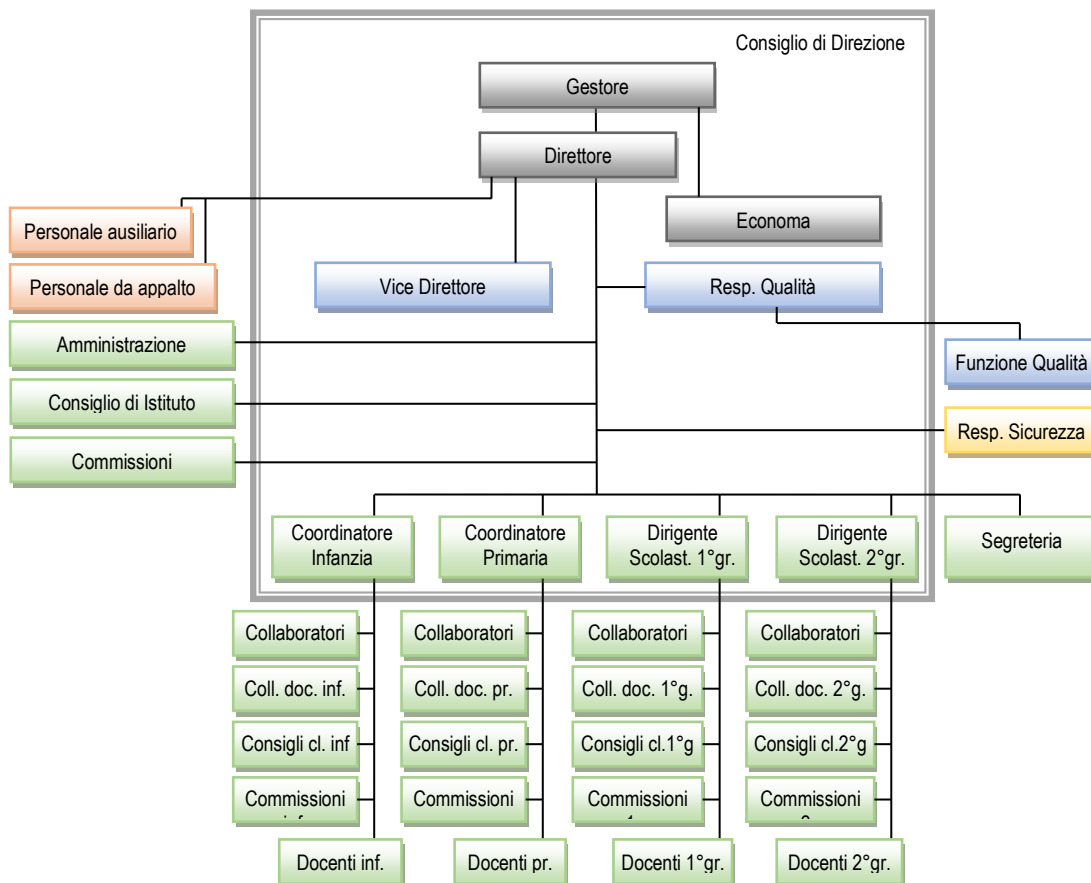 Consiglio di Direzione
Gestore
Direttore
Personale ausiliario
Economa
Personale da appalto
Vice Direttore
Resp. Qualità
Amministrazione
Funzione Qualità
Consiglio di Istituto
Resp. Sicurezza
Commissioni
Coordinatore
Infanzia
Coordinatore
Primaria
Dirigente
Scolast. 1°gr.
Dirigente
Scolast. 2°gr.
Segreteria
Collaboratori
Collaboratori
Collaboratori
Collaboratori
Coll. doc. inf.
Coll. doc. pr.
Coll. doc. 1°g.
Coll. doc. 2°g.
Consigli cl. inf
Consigli cl. pr.
Consigli cl.1°g
Consigli cl.2°g
Commissioni
Commissioni
Commissioni
Commissioni
Docenti inf.
Docenti pr.
Docenti 1°gr.
Docenti 2°gr.